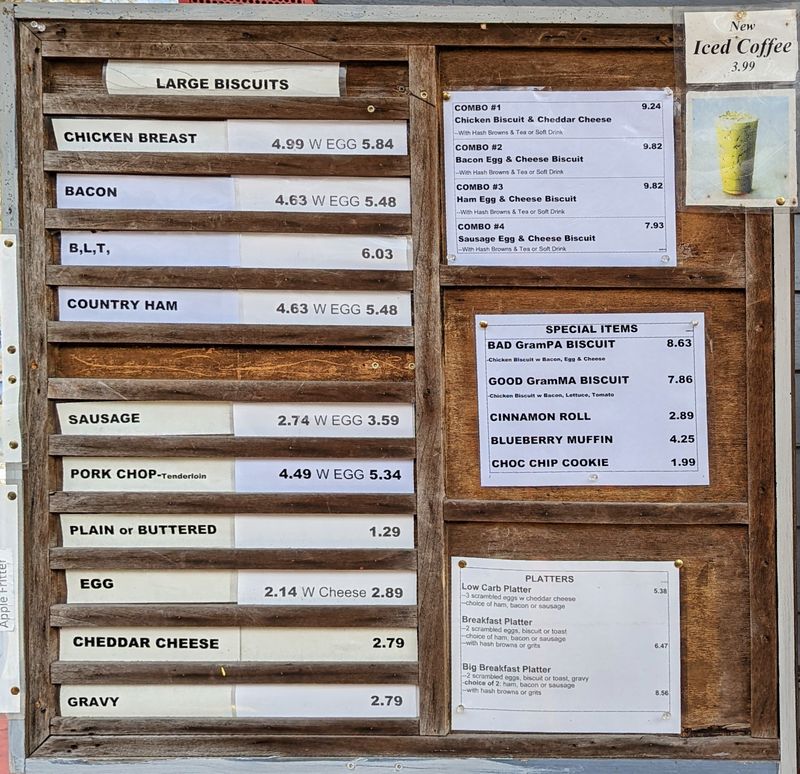 New
Iced Coffee
3.99
LARGE BISCUITS
CHICKEN BREAST 4.99 W EGG 5.84
BACON 4.63 W EGG 5.48
B,L,T, 6.03
COUNTRY HAM 4.63 W EGG 5.48
SAUSAGE 2.74 W EGG 3.59
PORK CHOP-Tenderloin 4.49 W EGG 5.34
PLAIN or BUTTERED 1.29
EGG 2.14 W Cheese 2.89
CHEDDAR CHEESE 2.79
GRAVY 2.79
COMBO #1 9.24
Chicken Biscuit & Cheddar Cheese
--With Hash Browns & Tea or Soft Drink
COMBO #2 9.82
Bacon Egg & Cheese Biscuit
--With Hash Browns & Tea or Soft Drink
COMBO #3 9.82
Ham Egg & Cheese Biscuit
--With Hash Browns & Tea or Soft Drink
COMBO #4 7.93
Sausage Egg & Cheese Biscuit
--With Hash Browns & Tea or Soft Drink
SPECIAL ITEMS
BAD GramPA BISCUIT 8.63
-Chicken Biscuit w Bacon, Egg & Cheese
GOOD GramMA BISCUIT 7.86
-Chicken Biscuit w Bacon, Lettuce, Tomato
CINNAMON ROLL 2.89
BLUEBERRY MUFFIN 4.25
CHOC CHIP COOKIE 1.99
PLATTERS
Low Carb Platter 5.38
--3 scrambled eggs w cheddar cheese
--choice of ham, bacon or sausage
Breakfast Platter
--2 scrambled eggs, biscuit or toast
--choice of ham, bacon or sausage
--with hash browns or grits 6.47
Big Breakfast Platter
--2 scrambled eggs, biscuit or toast, gravy
-choice of 2: ham, bacon or sausage
--with hash browns or grits 8.56
Apple Fritter